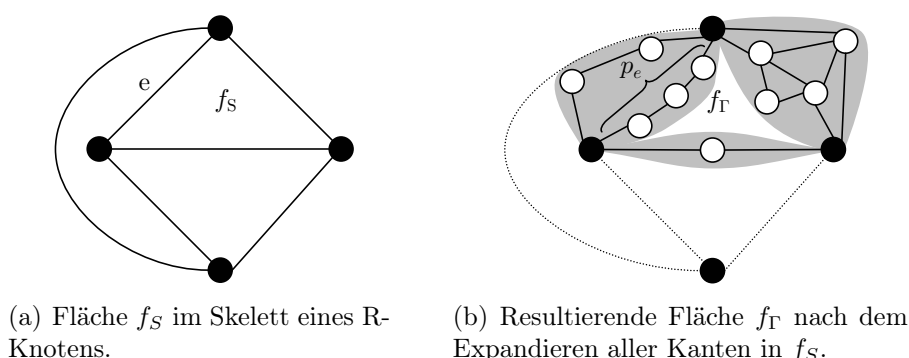 e
f_S
p_e
f_Γ
(a) Fläche f_S im Skelett eines R-
Knotens.
(b) Resultierende Fläche f_Γ nach dem
Expandieren aller Kanten in f_S.